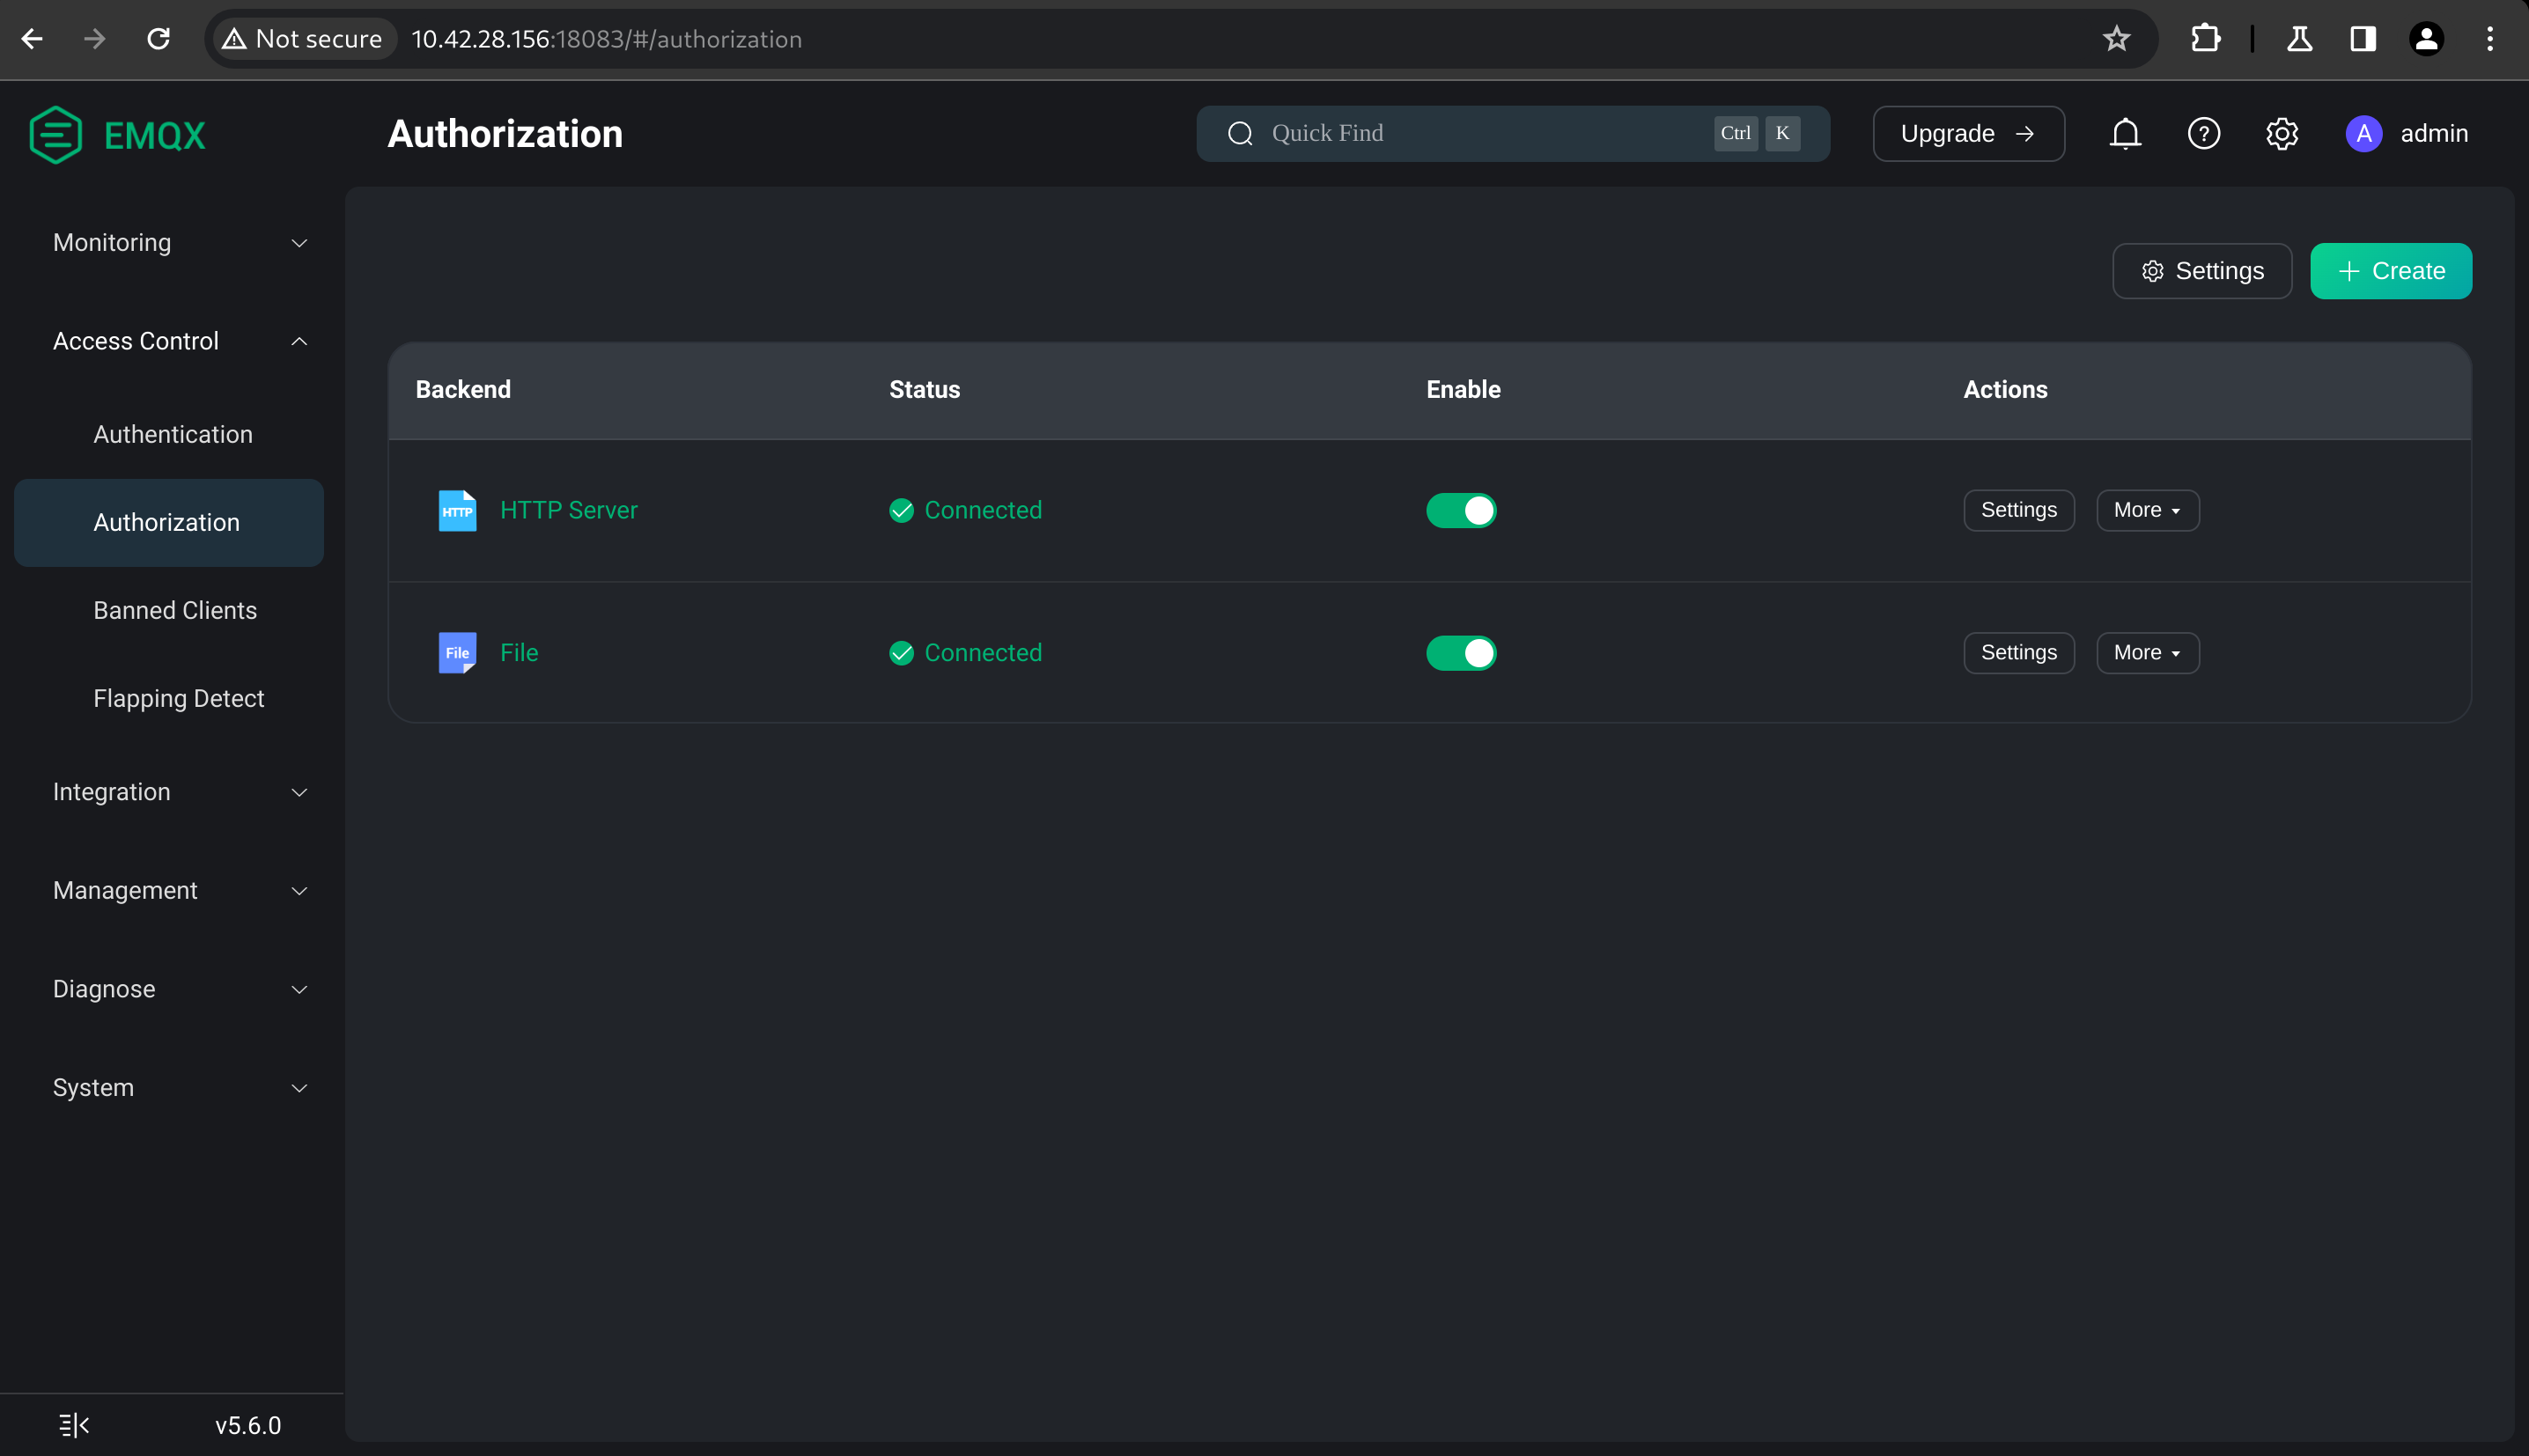 Not secure 10.42.28.156:18083/#/authorization
EMQX
Authorization
Quick Find Ctrl K
Upgrade
A admin
Monitoring
Access Control
Authentication
Authorization
Banned Clients
Flapping Detect
Integration
Management
Diagnose
System
v5.6.0
Settings Create
Backend Status Enable Actions
HTTP HTTP Server Connected Settings More
File File Connected Settings More